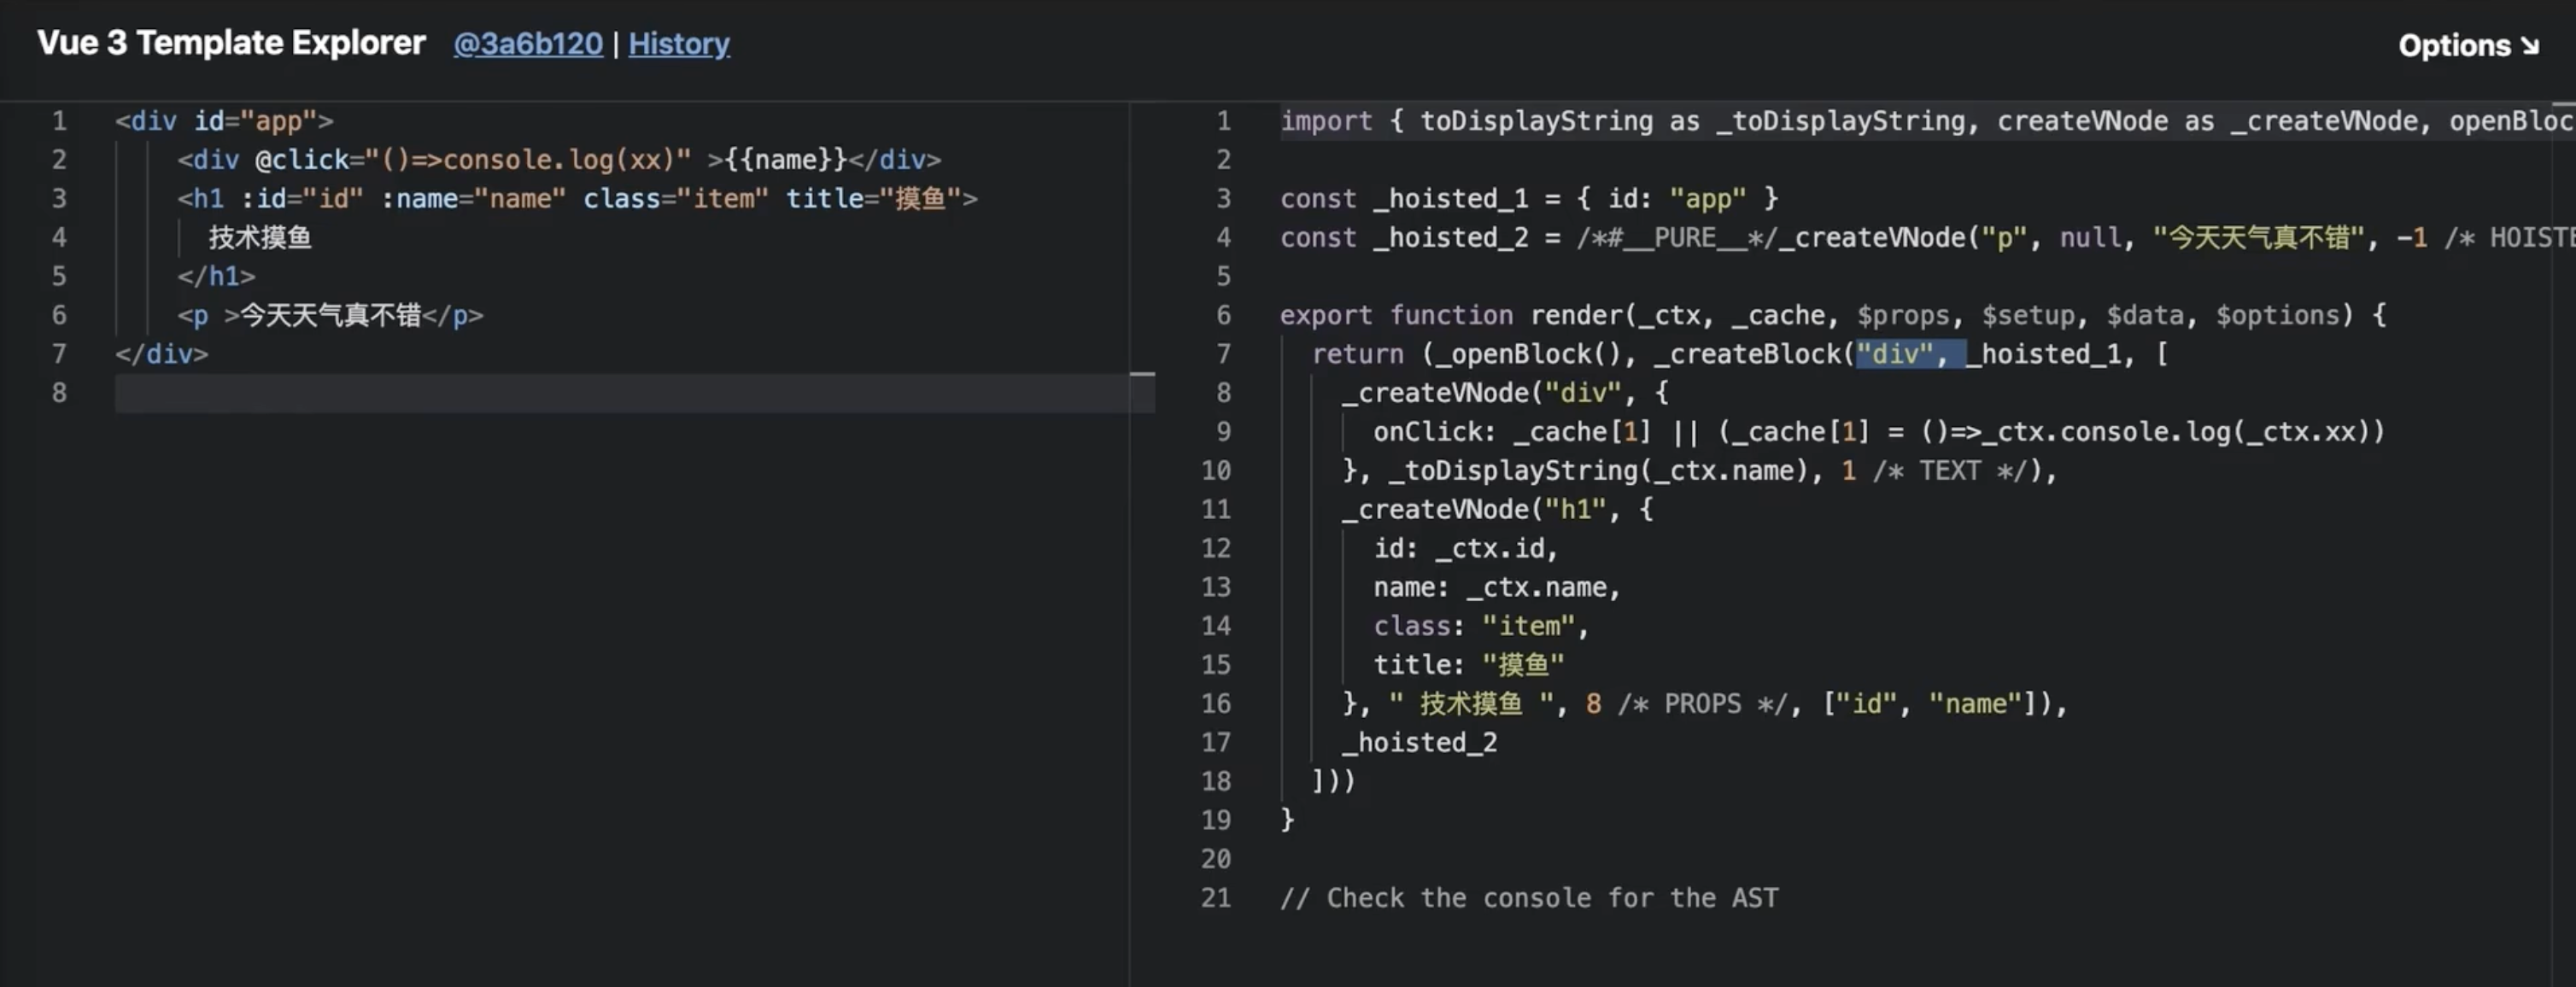 Vue 3 Template Explorer @3a6b120 | History
Options ↘
1 <div id="app">
2 <div @click="()=>console.log(xx)" >{{name}}</div>
3 <h1 :id="id" :name="name" class="item" title="摸鱼">
4 技术摸鱼
5 </h1>
6 <p >今天天气真不错</p>
7 </div>
8
1 import { toDisplayString as _toDisplayString, createVNode as _createVNode, openBloc
2
3 const _hoisted_1 = { id: "app" }
4 const _hoisted_2 = /*#__PURE__*/_createVNode("p", null, "今天天气真不错", -1 /* HOISTE
5
6 export function render(_ctx, _cache, $props, $setup, $data, $options) {
7 return (_openBlock(), _createBlock("div", _hoisted_1, [
8 _createVNode("div", {
9 onClick: _cache[1] || (_cache[1] = ()=>_ctx.console.log(_ctx.xx))
10 }, _toDisplayString(_ctx.name), 1 /* TEXT */),
11 _createVNode("h1", {
12 id: _ctx.id,
13 name: _ctx.name,
14 class: "item",
15 title: "摸鱼"
16 }, " 技术摸鱼 ", 8 /* PROPS */, ["id", "name"]),
17 _hoisted_2
18 ]))
19 }
20
21 // Check the console for the AST